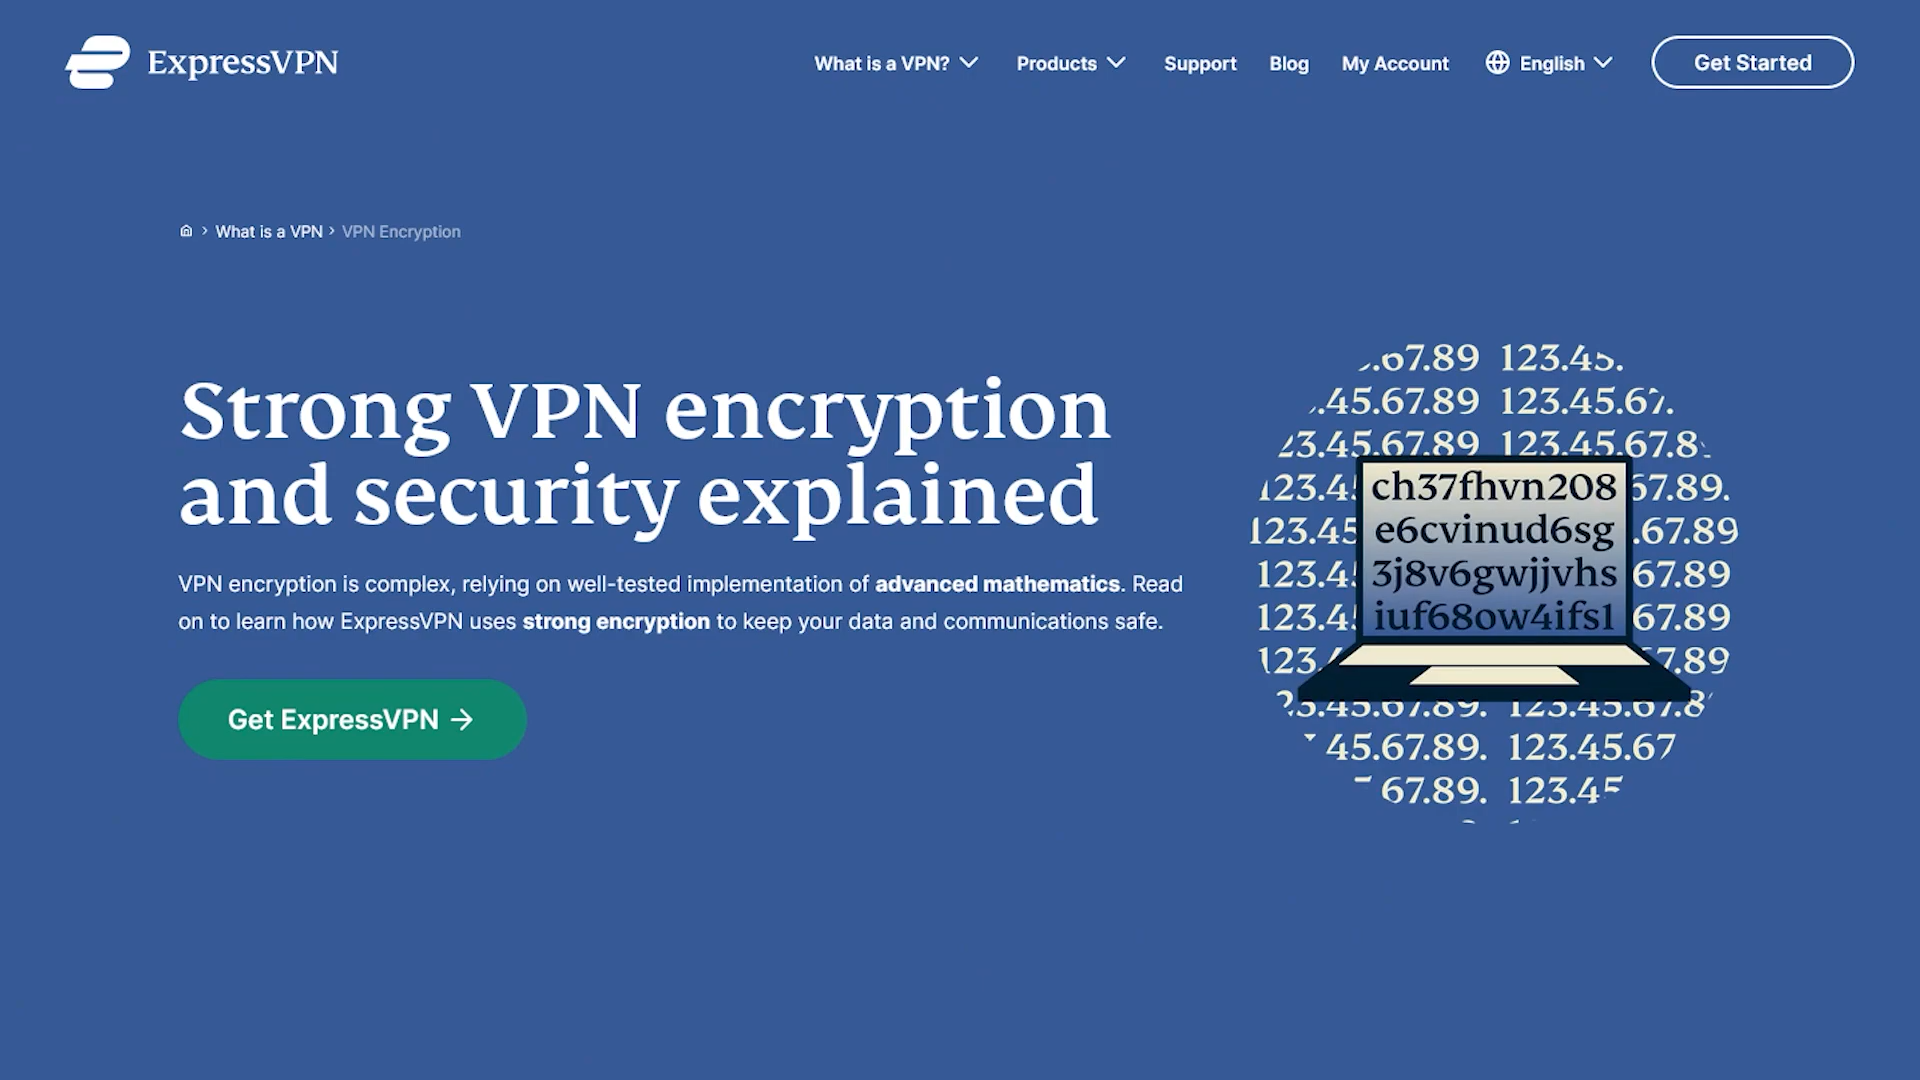 ExpressVPN
What is a VPN? Products Support Blog My Account English Get Started
What is a VPN > VPN Encryption
Strong VPN encryption
and security explained
VPN encryption is complex, relying on well-tested implementation of advanced mathematics. Read
on to learn how ExpressVPN uses strong encryption to keep your data and communications safe.
Get ExpressVPN →
.67.89 123.45.
.45.67.89 123.45.67.
23.45.67.89 123.45.67.8
123.4 ch37fhvn208 67.89.
123.45 e6cvinud6sg .67.89
123.4 3j8v6gwjjvhs 67.89
123.4 iuf68ow4ifs1 67.89
123. 7.89
23.45.67.89. 123.45.67.8
45.67.89. 123.45.67
67.89. 123.45